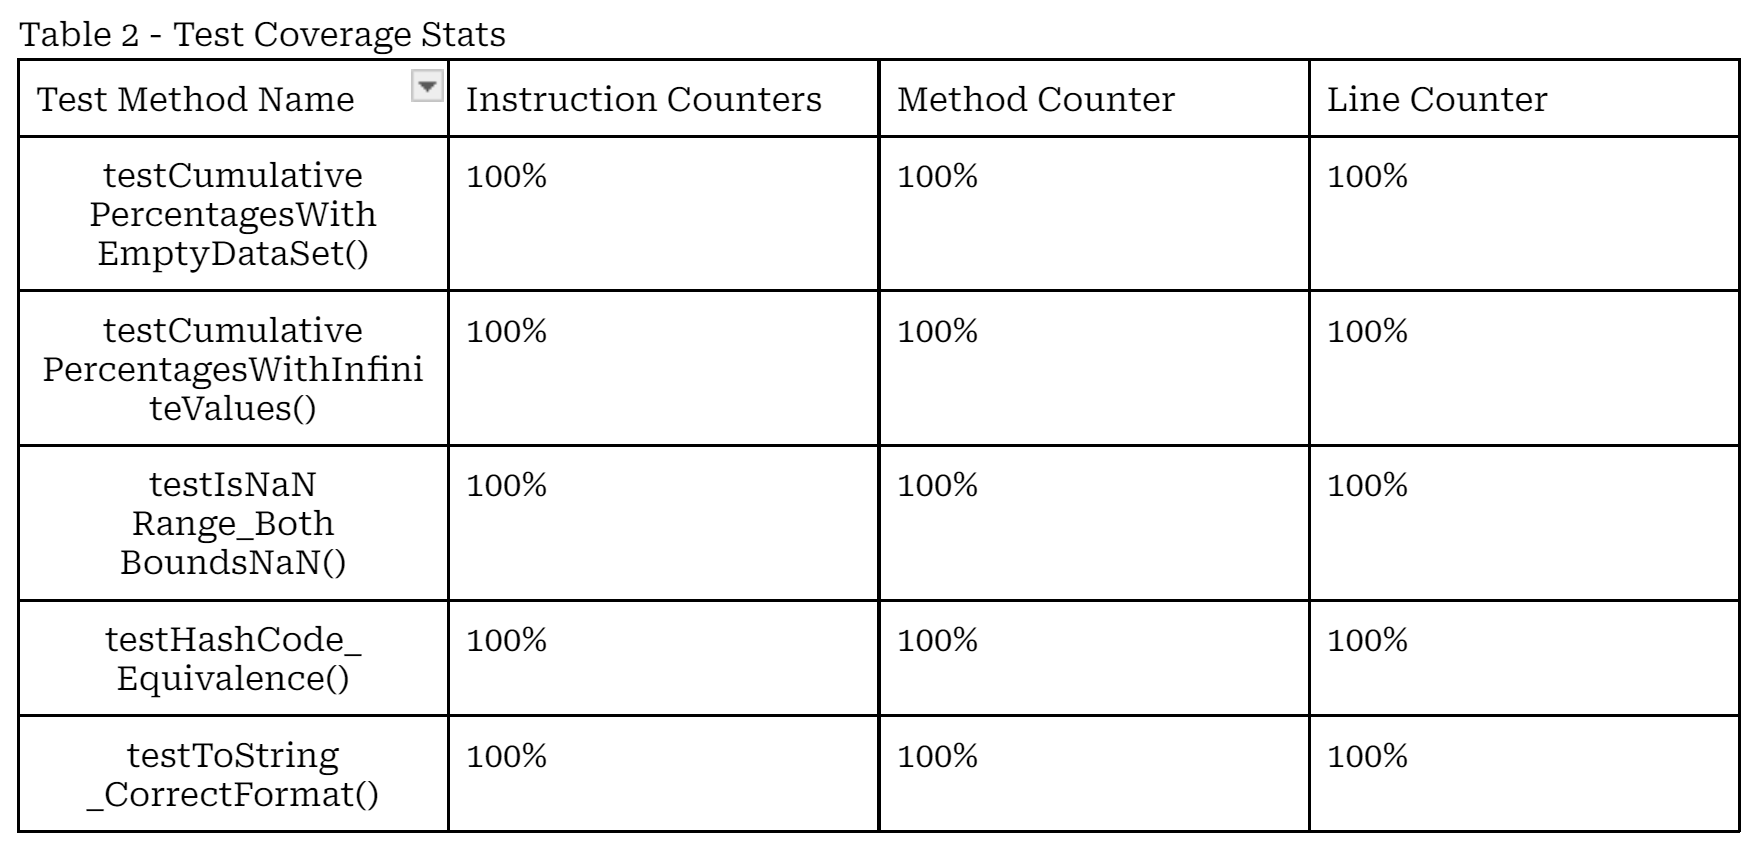 Table 2 - Test Coverage Stats
Test Method Name Instruction Counters Method Counter Line Counter
testCumulative 100% 100% 100%
PercentagesWith
EmptyDataSet()
testCumulative 100% 100% 100%
PercentagesWithInfini
teValues()
testIsNaN 100% 100% 100%
Range_Both
BoundsNaN()
testHashCode_ 100% 100% 100%
Equivalence()
testToString 100% 100% 100%
_CorrectFormat()